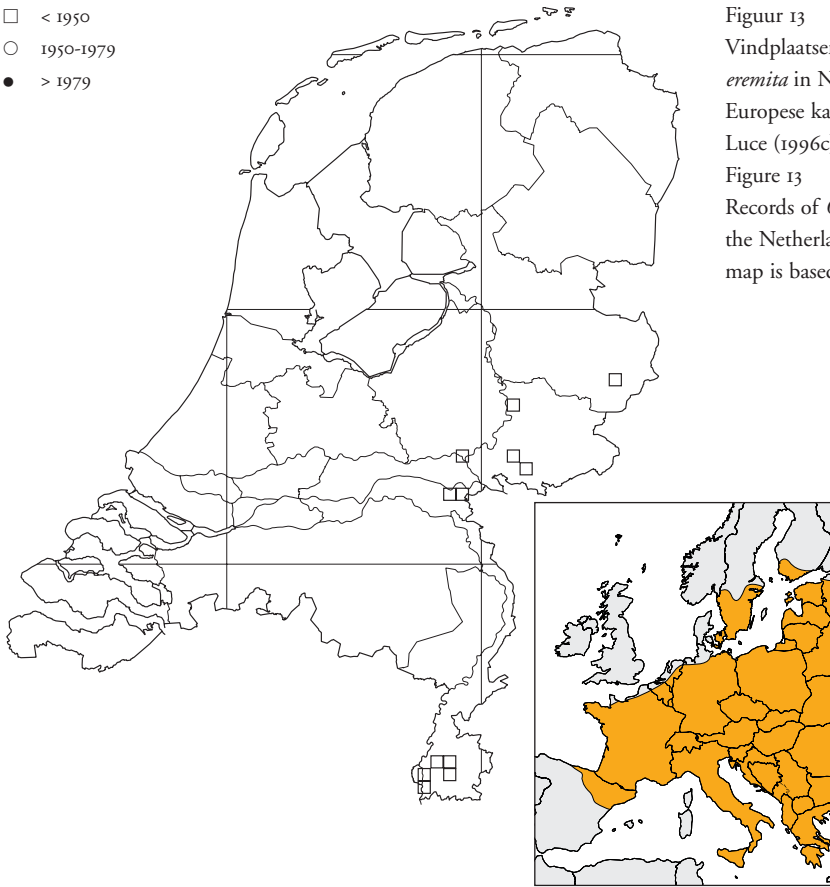 < 1950
1950-1979
> 1979
Figuur 13
eremita in N
Europese ka
Luce (1996c
Figure 13
Records of
the Netherla
map is based